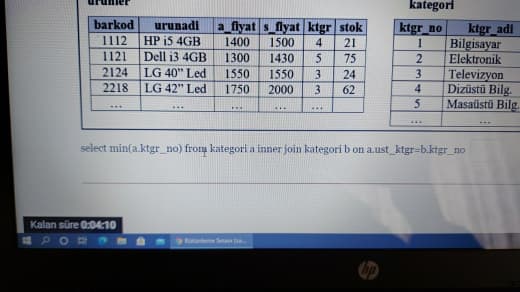 urunler
kategori
barkod urunadi a_fiyat s_fiyat ktgr stok
1112 HP i5 4GB 1400 1500 4 21
1121 Dell i3 4GB 1300 1430 5 75
2124 LG 40” Led 1550 1550 3 24
2218 LG 42” Led 1750 2000 3 62
... ... ... ... ...
ktgr_no ktgr_adi
1 Bilgisayar
2 Elektronik
3 Televizyon
4 Dizüstü Bilg.
5 Masaüstü Bilg.
... ...
select min(a.ktgr_no) from kategori a inner join kategori b on a.ust_ktgr=b.ktgr_no
Kalan süre 0:04:10
hp